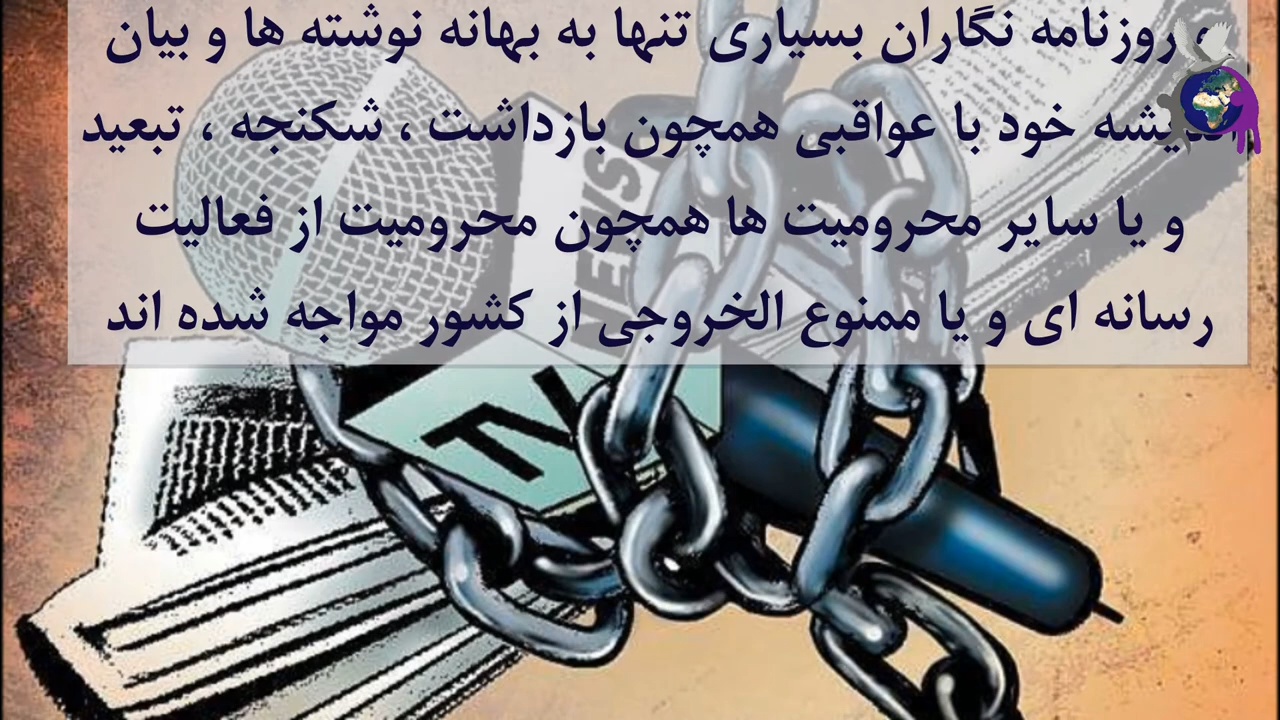 و روزنامه نگاران بسیاری تنها به بهانه نوشته ها و بیان
اندیشه خود با عواقبی همچون بازداشت ، شکنجه ، تبعید
و یا سایر محرومیت ها همچون محرومیت از فعالیت
رسانه ای و یا ممنوع الخروجی از کشور مواجه شده اند
NEWS
TV